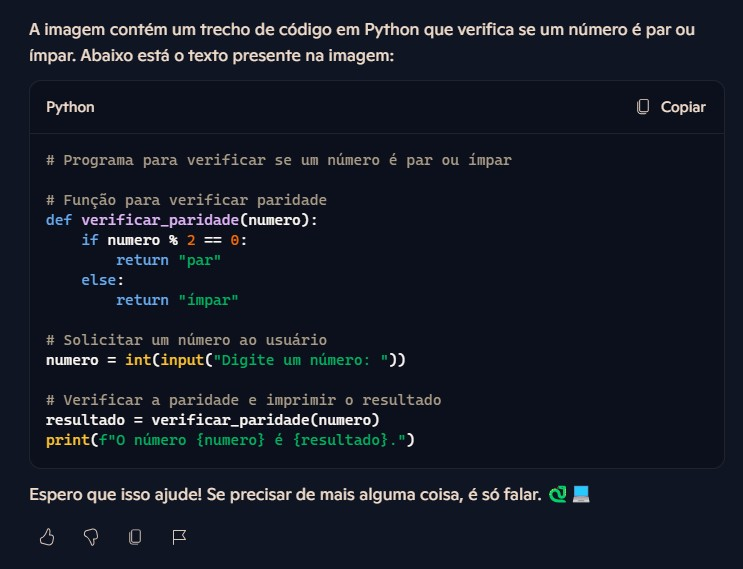 A imagem contém um trecho de código em Python que verifica se um número é par ou
ímpar. Abaixo está o texto presente na imagem:
Python
Copiar
# Programa para verificar se um número é par ou ímpar
# Função para verificar paridade
def verificar_paridade(numero):
    if numero % 2 == 0:
        return "par"
    else:
        return "ímpar"
# Solicitar um número ao usuário
numero = int(input("Digite um número: "))
# Verificar a paridade e imprimir o resultado
resultado = verificar_paridade(numero)
print(f"O número {numero} é {resultado}.")
Espero que isso ajude! Se precisar de mais alguma coisa, é só falar. 🐍💻